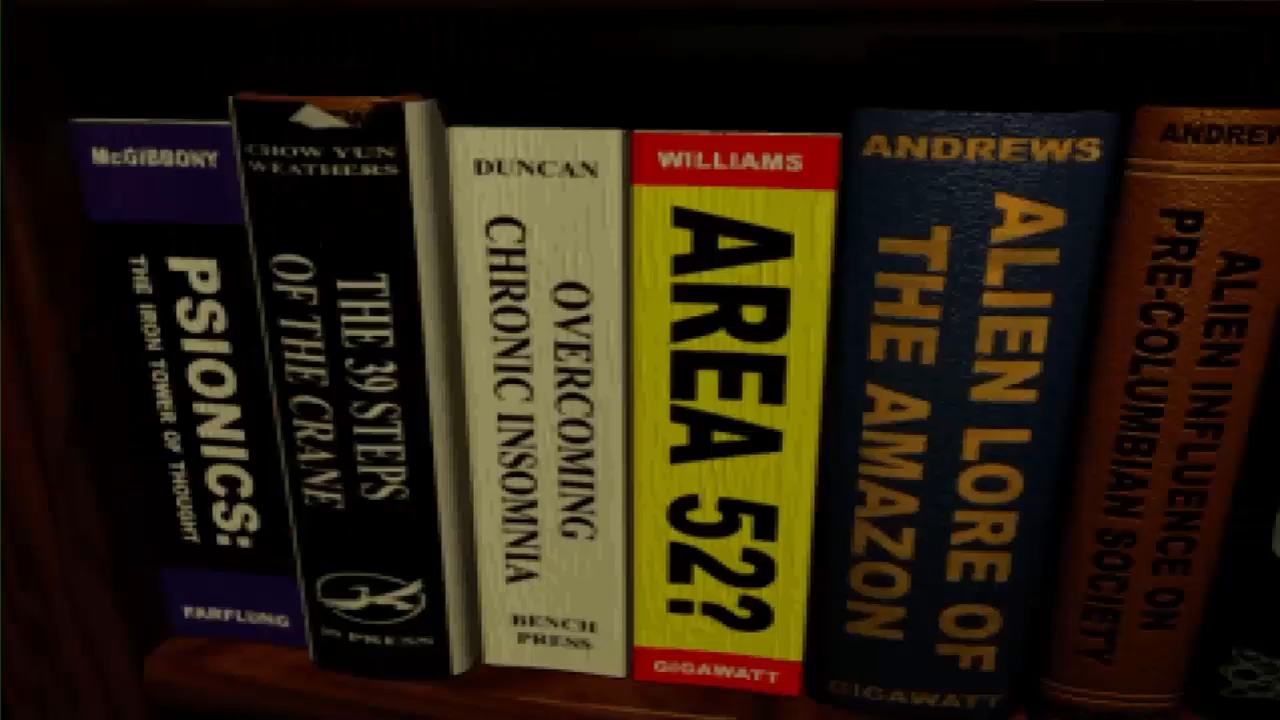 McGIBBONY
PSIONICS:
THE IRON TOWER OF THOUGHT
FARFLUNG
CHOW YUN
WEATHERS
THE 39 STEPS
OF THE CRANE
PRESS
DUNCAN
OVERCOMING
CHRONIC INSOMNIA
BENCH
PRESS
WILLIAMS
AREA 52?
GIGAWATT
ANDREWS
ALIEN LORE OF
THE AMAZON
GIGAWATT
ANDREW
ALIEN INFLUENCE ON
PRE-COLUMBIAN SOCIETY